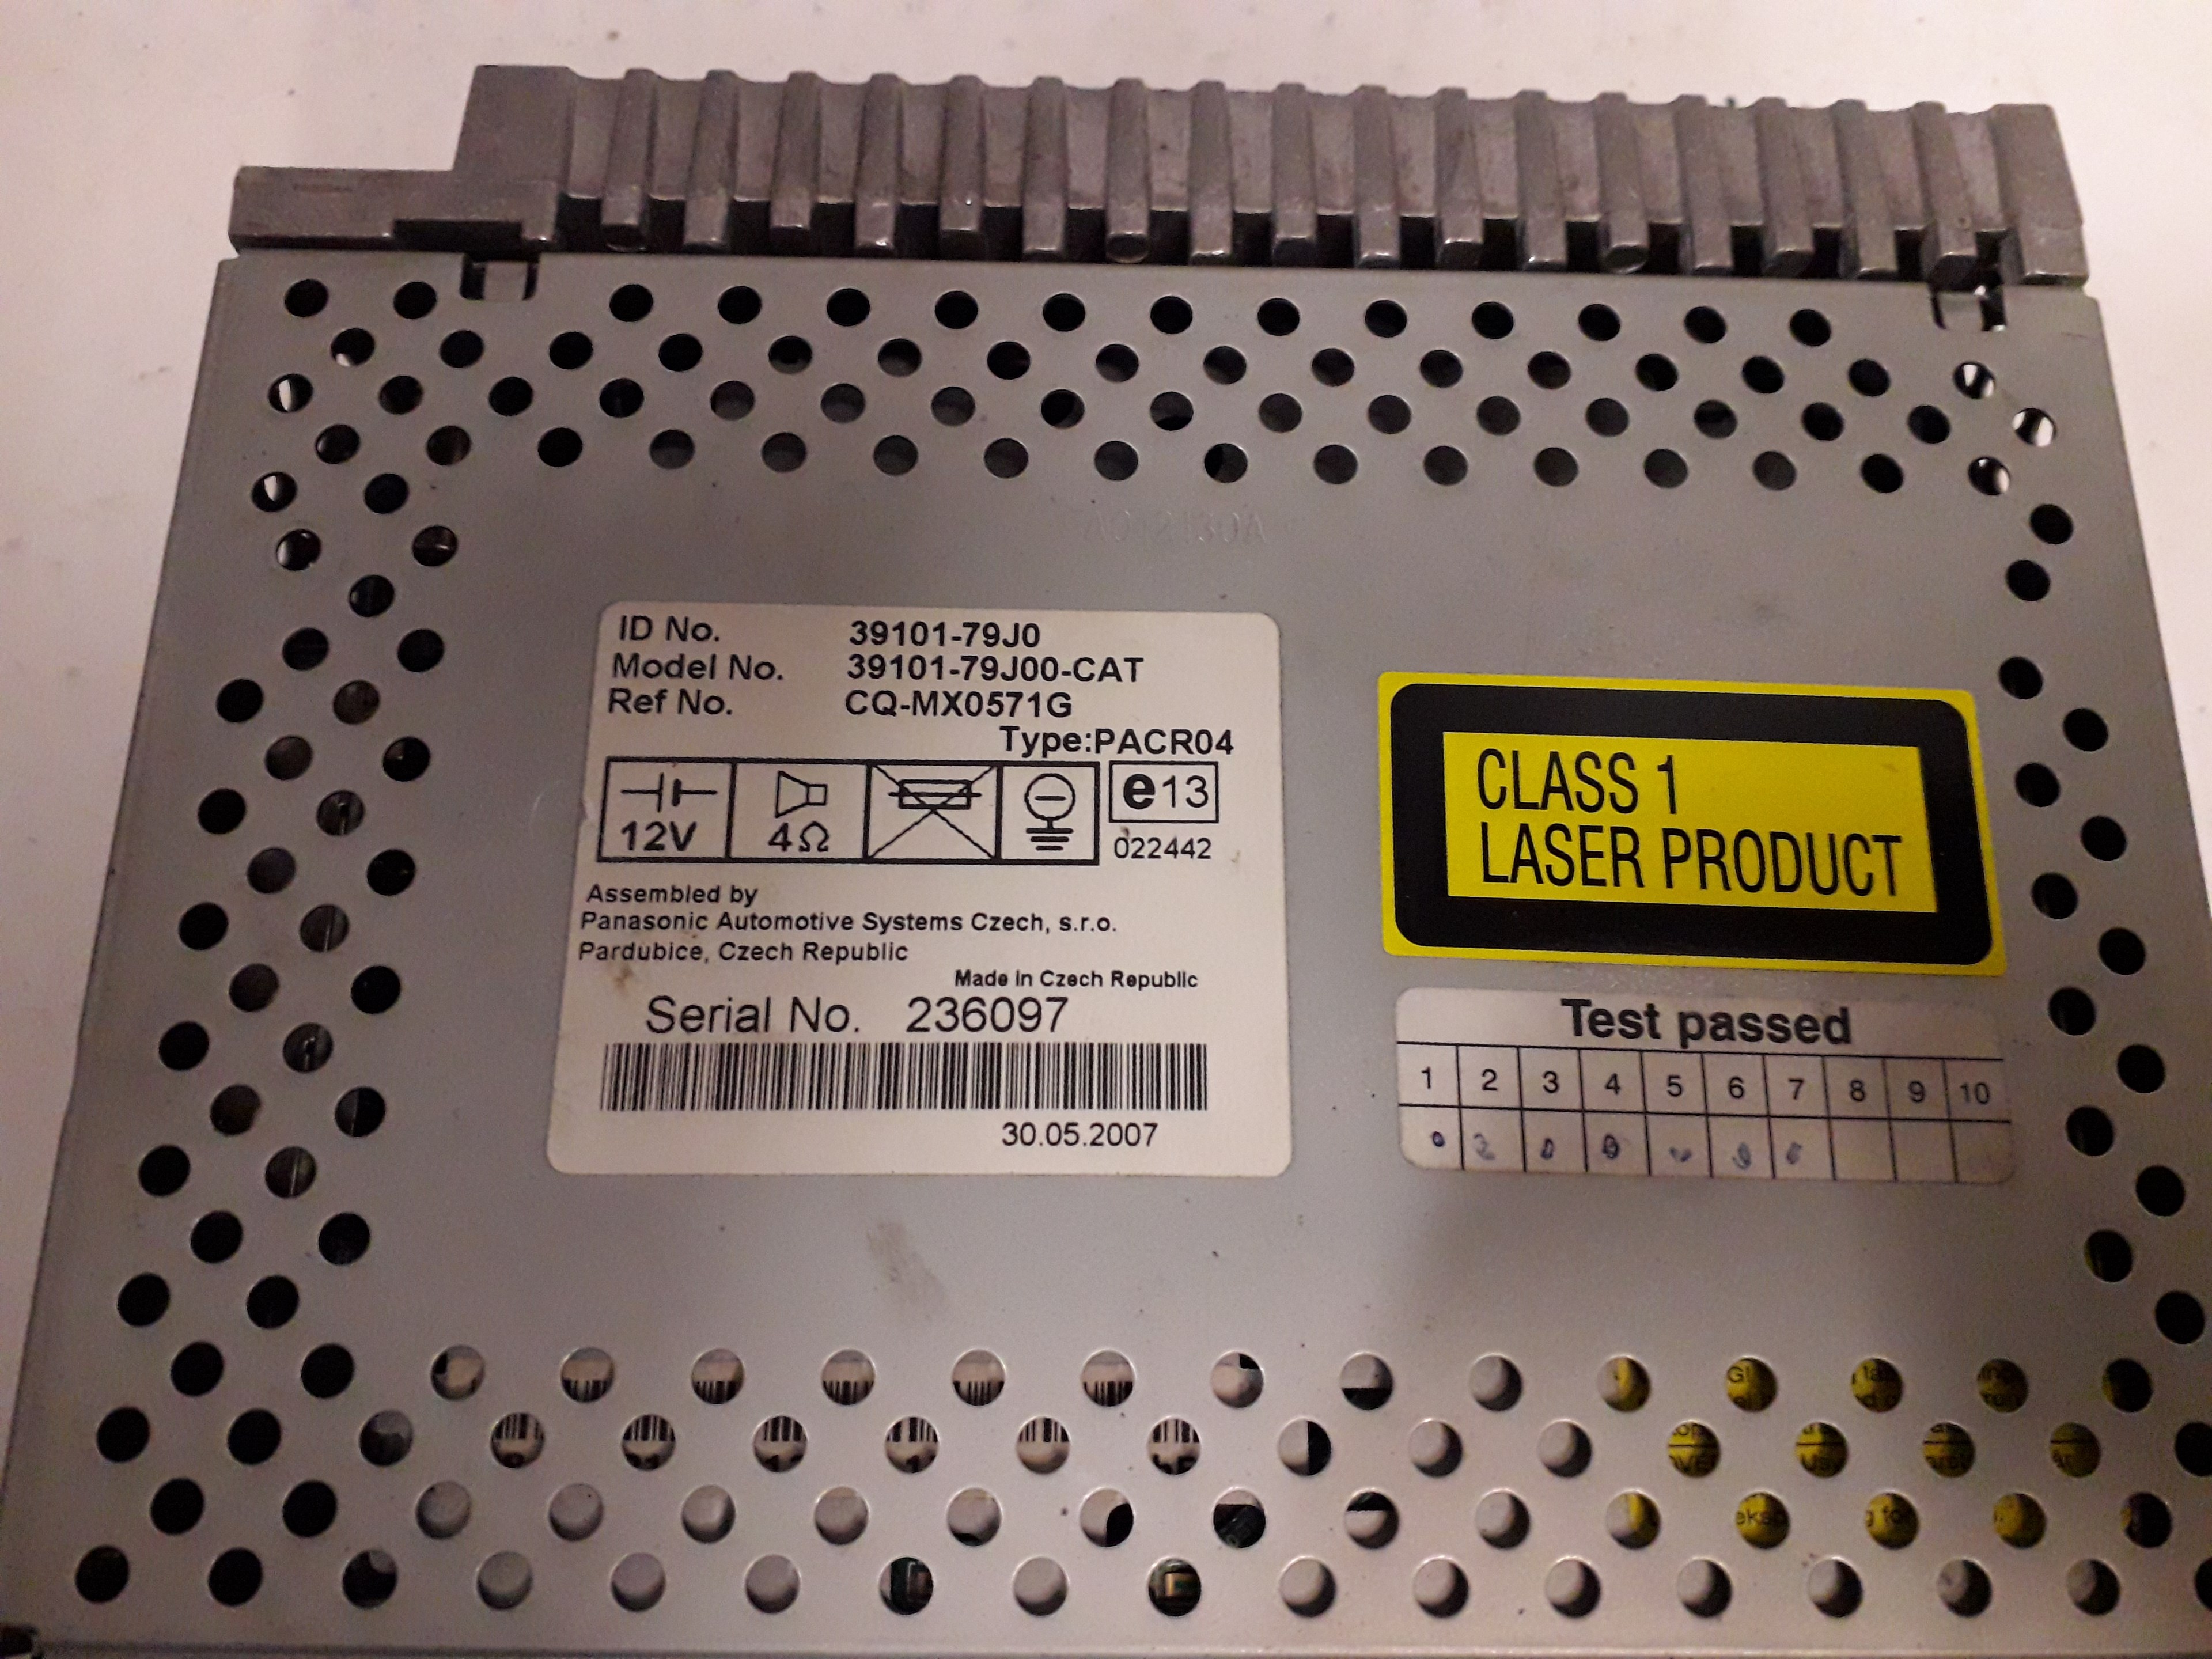 ID No. 39101-79J0
Model No. 39101-79J00-CAT
Ref No. CQ-MX0571G
Type:PACR04
12V 4Ω e13
022442
Assembled by
Panasonic Automotive Systems Czech, s.r.o.
Pardubice, Czech Republic
Made in Czech Republic
Serial No. 236097
30.05.2007
CLASS 1
LASER PRODUCT
Test passed
1 2 3 4 5 6 7 8 9 10